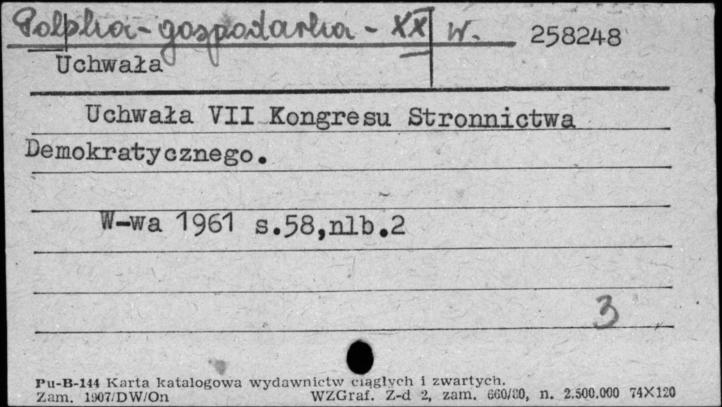 Polska - gospodarka - XX w. 258248
Uchwała
Uchwała VII Kongresu Stronnictwa
Demokratycznego.
W-wa 1961 s.58,nlb.2
3
Pu-B-144 Karta katalogowa wydawnictw ciągłych i zwartych.
Zam. 1907/DW/On WZGraf. Z-d 2, zam. 660/60, n. 2.500.000 74X120